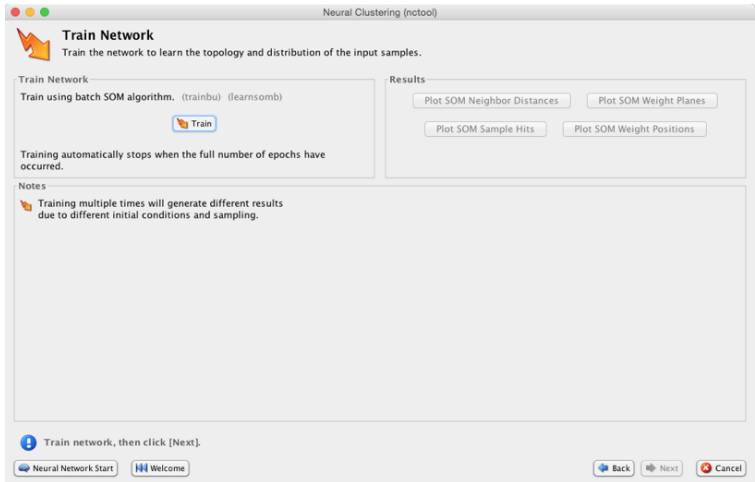 Neural Clustering (nctool)
Train Network
Train the network to learn the topology and distribution of the input samples.
Train Network
Train using batch SOM algorithm. (trainbu) (learnsomb)
Train
Training automatically stops when the full number of epochs have
occurred.
Results
Plot SOM Neighbor Distances
Plot SOM Weight Planes
Plot SOM Sample Hits
Plot SOM Weight Positions
Notes
Training multiple times will generate different results
due to different initial conditions and sampling.
Train network, then click [Next].
Neural Network Start
Welcome
Back
Next
Cancel